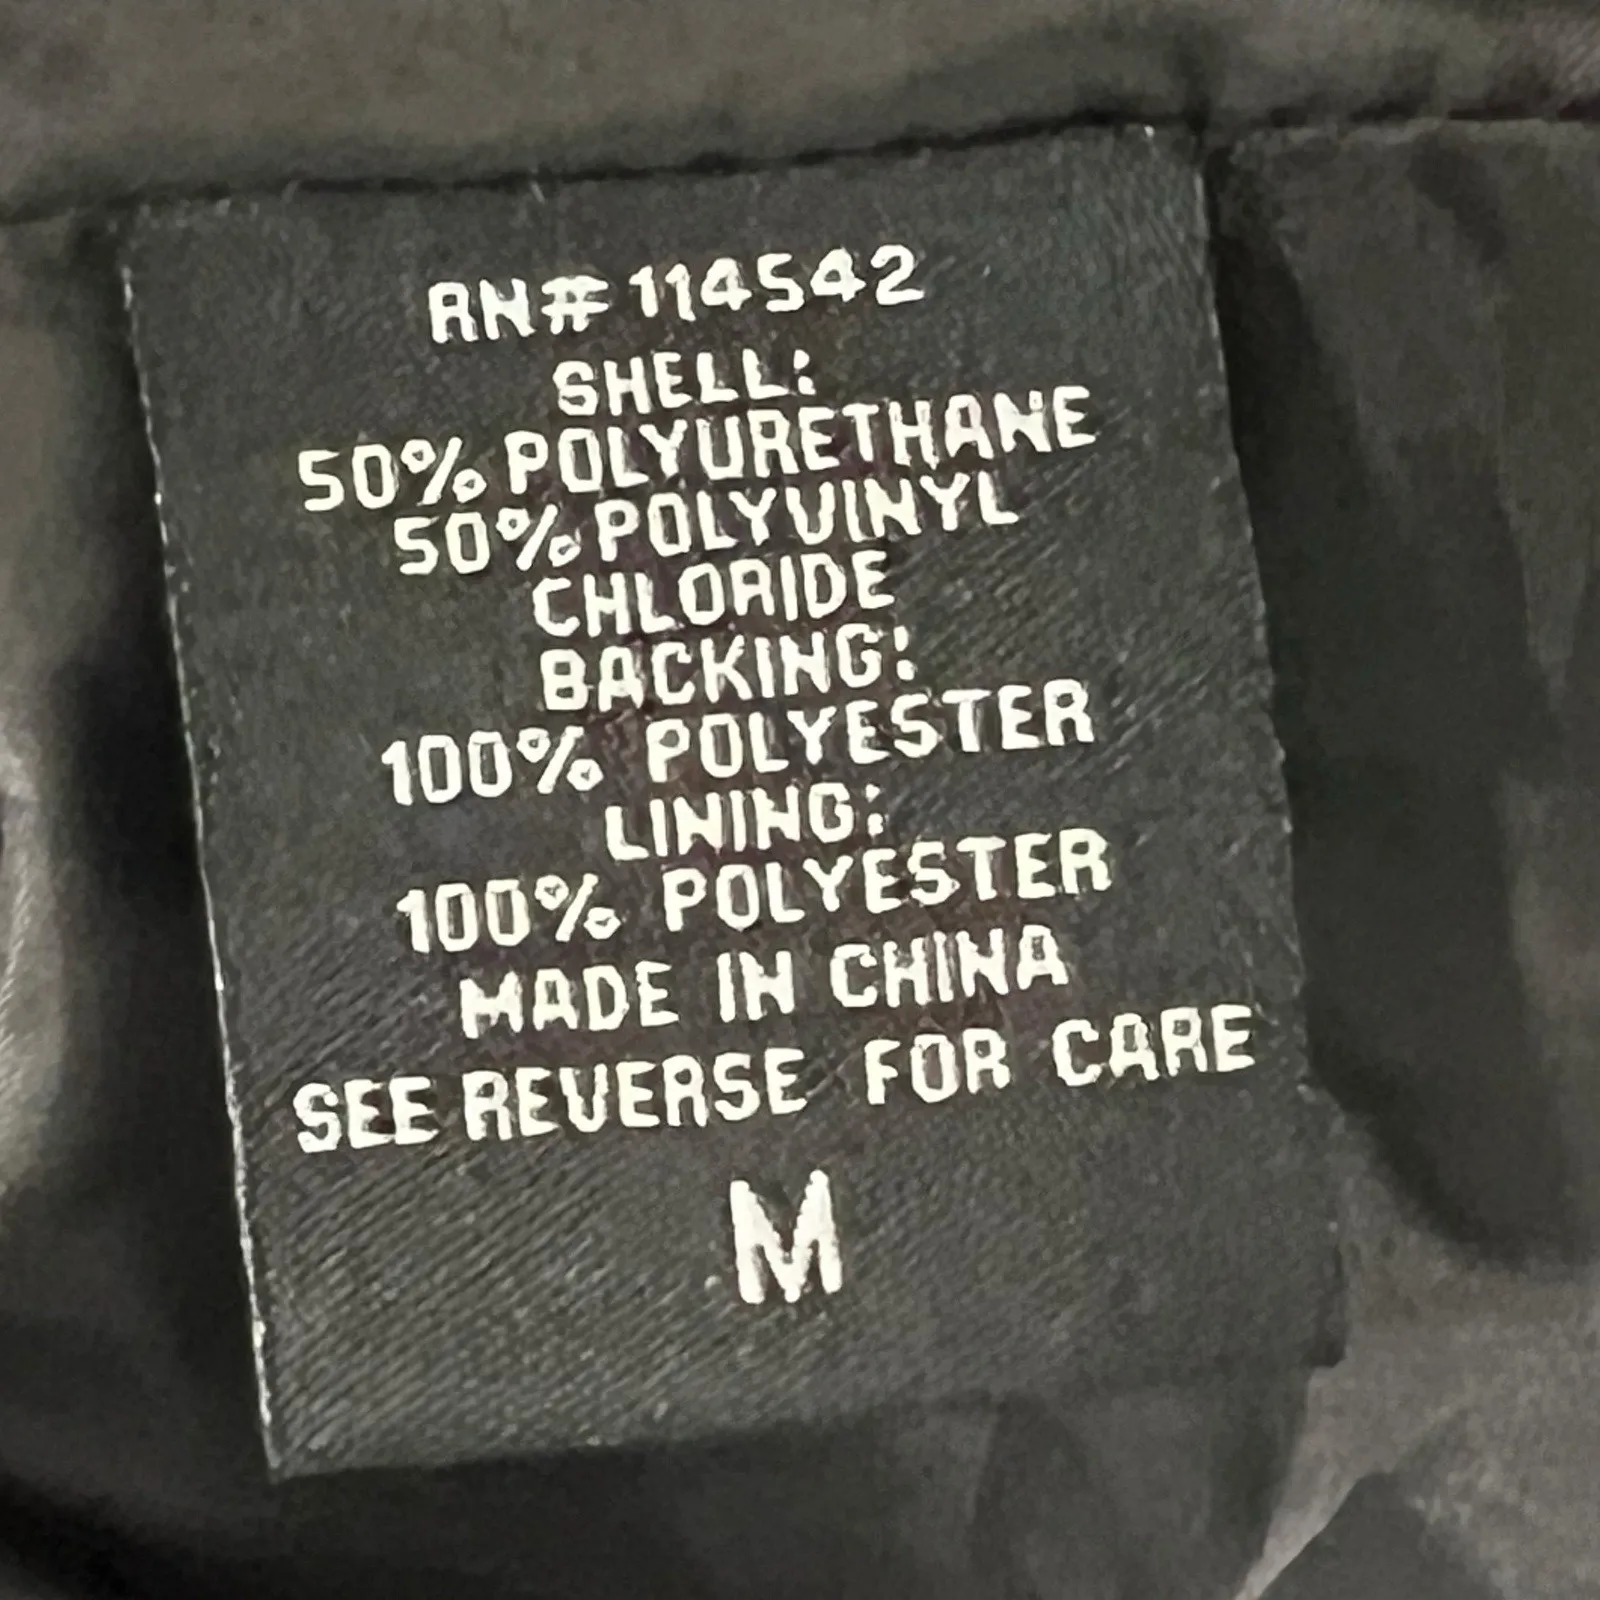 RN# 114542
SHELL:
50% POLYURETHANE
50% POLYVINYL
CHLORIDE
BACKING:
100% POLYESTER
LINING:
100% POLYESTER
MADE IN CHINA
SEE REVERSE FOR CARE
M